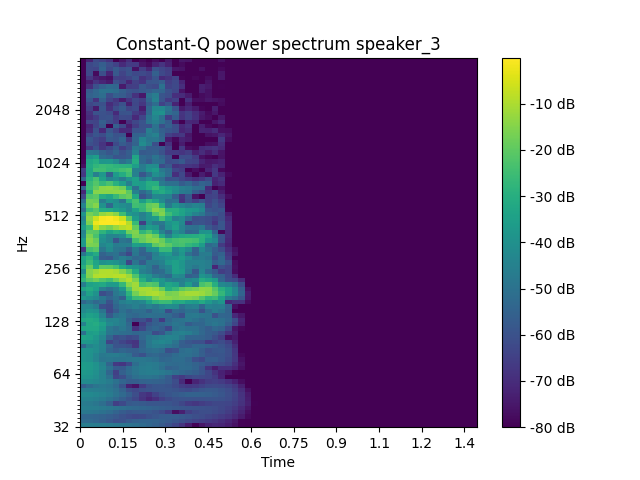 Constant-Q power spectrum speaker_3
Hz
2048
1024
512
256
128
64
32
0 0.15 0.3 0.45 0.6 0.75 0.9 1.1 1.2 1.4
Time
-10 dB
-20 dB
-30 dB
-40 dB
-50 dB
-60 dB
-70 dB
-80 dB